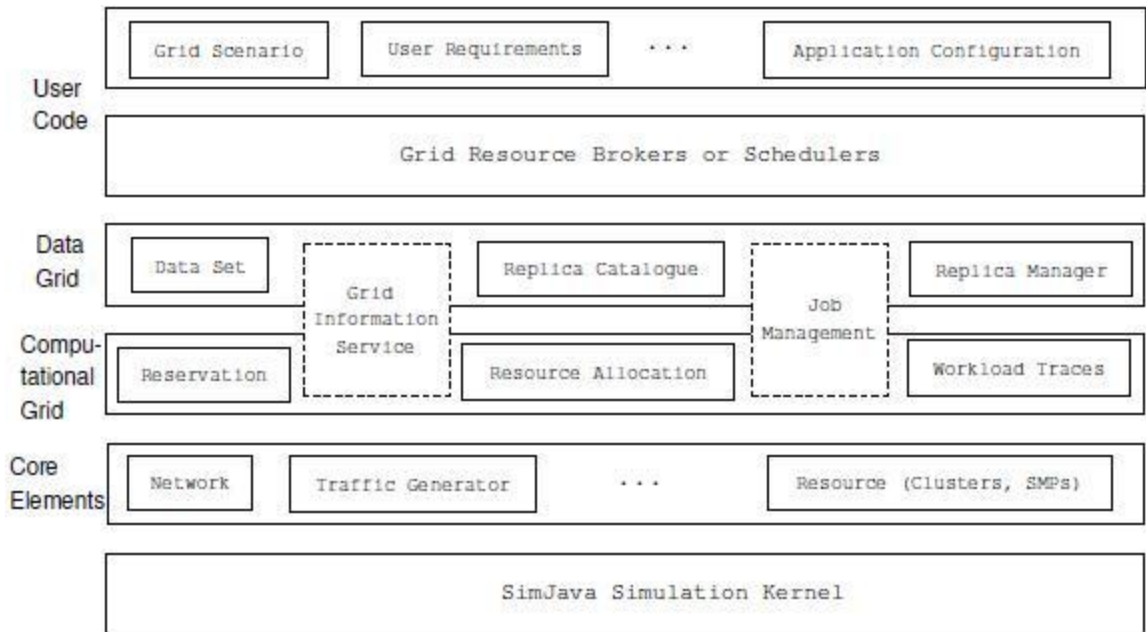 Grid Scenario
User Requirements
...
Application Configuration
User
Code
Grid Resource Brokers or Schedulers
Data
Grid
Data Set
Grid
Information
Service
Replica Catalogue
Job
Management
Replica Manager
Compu-
tational
Grid
Reservation
Resource Allocation
Workload Traces
Core
Elements
Network
Traffic Generator
...
Resource (Clusters, SMPs)
SimJava Simulation Kernel